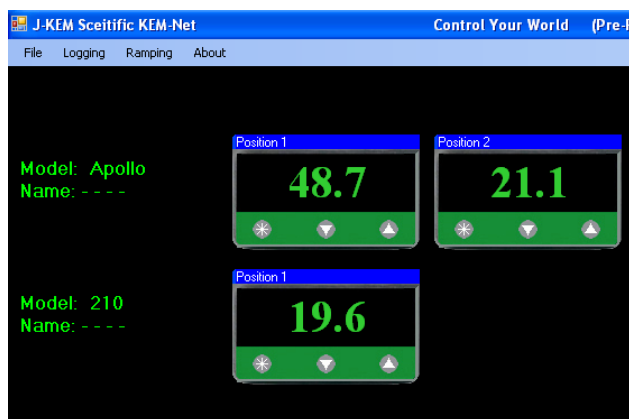 J-KEM Sceitific KEM-Net Control Your World (Pre-
File Logging Ramping About
Position 1 Position 2
Model: Apollo
Name: - - - -
48.7 21.1
Position 1
Model: 210
Name: - - - -
19.6